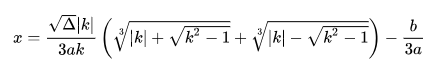 x = \frac{\sqrt{\Delta}|k|}{3ak} \left( \sqrt[3]{|k| + \sqrt{k^2 - 1}} + \sqrt[3]{|k| - \sqrt{k^2 - 1}} \right) - \frac{b}{3a}